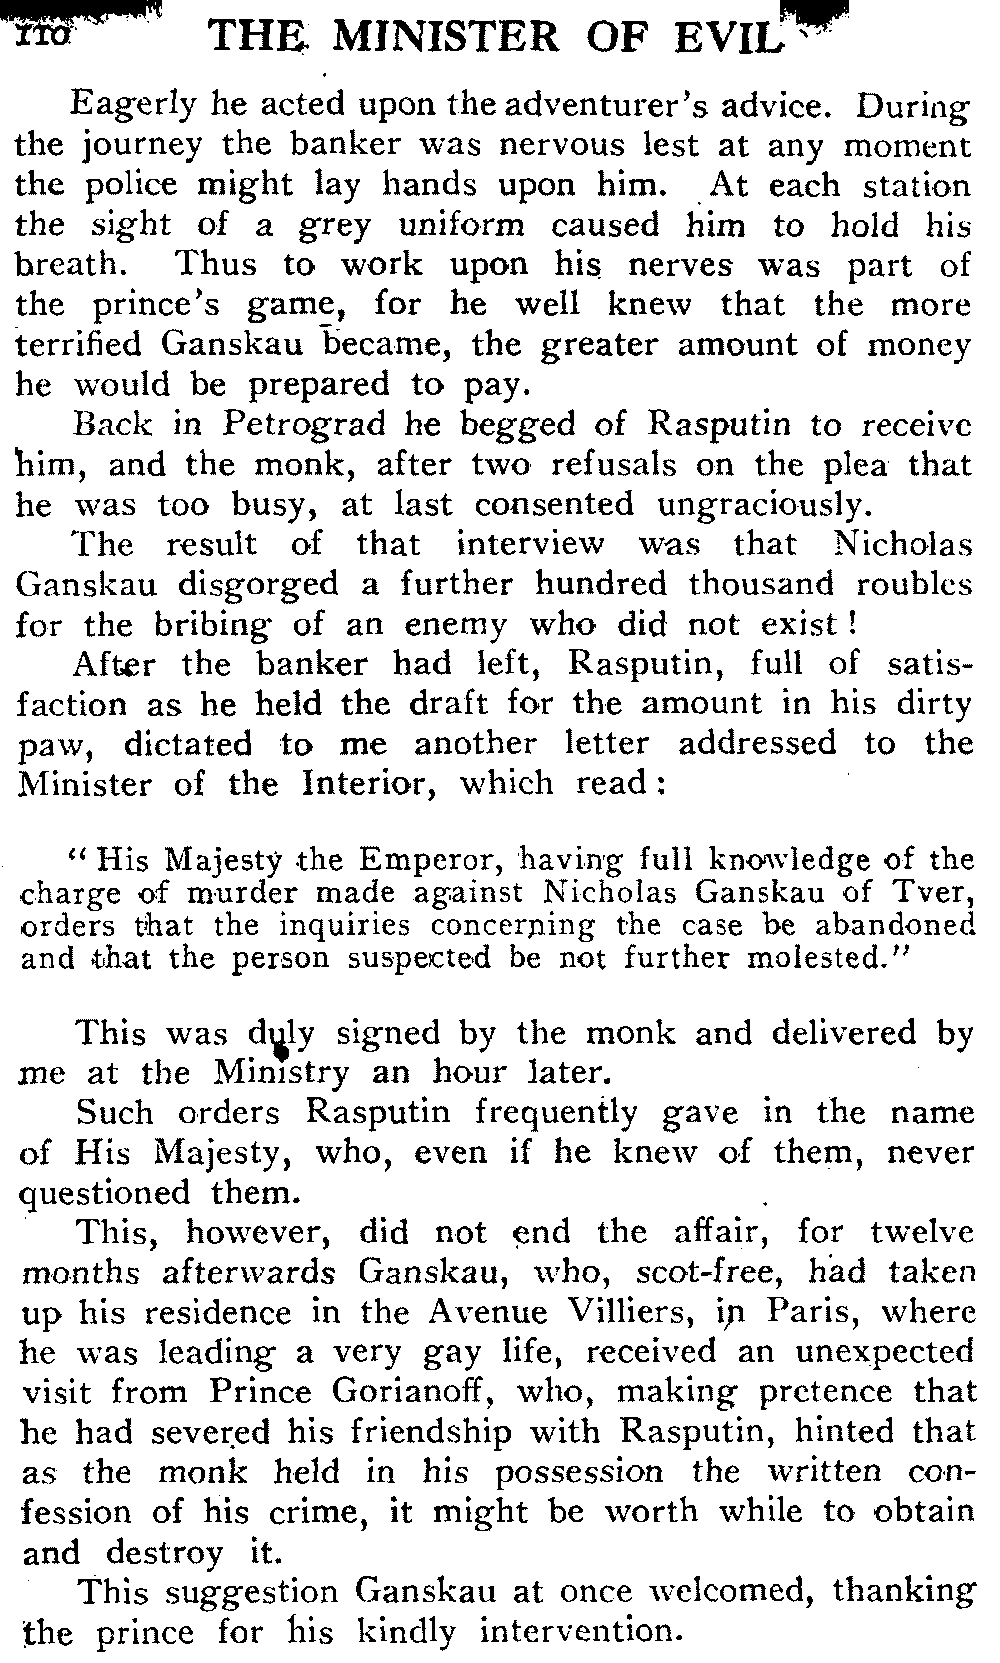 110 THE MINISTER OF EVIL
Eagerly he acted upon the adventurer's advice. During
the journey the banker was nervous lest at any moment
the police might lay hands upon him. At each station
the sight of a grey uniform caused him to hold his
breath. Thus to work upon his nerves was part of
the prince's game, for he well knew that the more
terrified Ganskau became, the greater amount of money
he would be prepared to pay.
Back in Petrograd he begged of Rasputin to receive
him, and the monk, after two refusals on the plea that
he was too busy, at last consented ungraciously.
The result of that interview was that Nicholas
Ganskau disgorged a further hundred thousand roubles
for the bribing of an enemy who did not exist!
After the banker had left, Rasputin, full of satis-
faction as he held the draft for the amount in his dirty
paw, dictated to me another letter addressed to the
Minister of the Interior, which read:
"His Majesty the Emperor, having full knowledge of the
charge of murder made against Nicholas Ganskau of Tver,
orders that the inquiries concerning the case be abandoned
and that the person suspected be not further molested."
This was duly signed by the monk and delivered by
me at the Ministry an hour later.
Such orders Rasputin frequently gave in the name
of His Majesty, who, even if he knew of them, never
questioned them.
This, however, did not end the affair, for twelve
months afterwards Ganskau, who, scot-free, had taken
up his residence in the Avenue Villiers, in Paris, where
he was leading a very gay life, received an unexpected
visit from Prince Gorianoff, who, making pretence that
he had severed his friendship with Rasputin, hinted that
as the monk held in his possession the written con-
fession of his crime, it might be worth while to obtain
and destroy it.
This suggestion Ganskau at once welcomed, thanking
the prince for his kindly intervention.